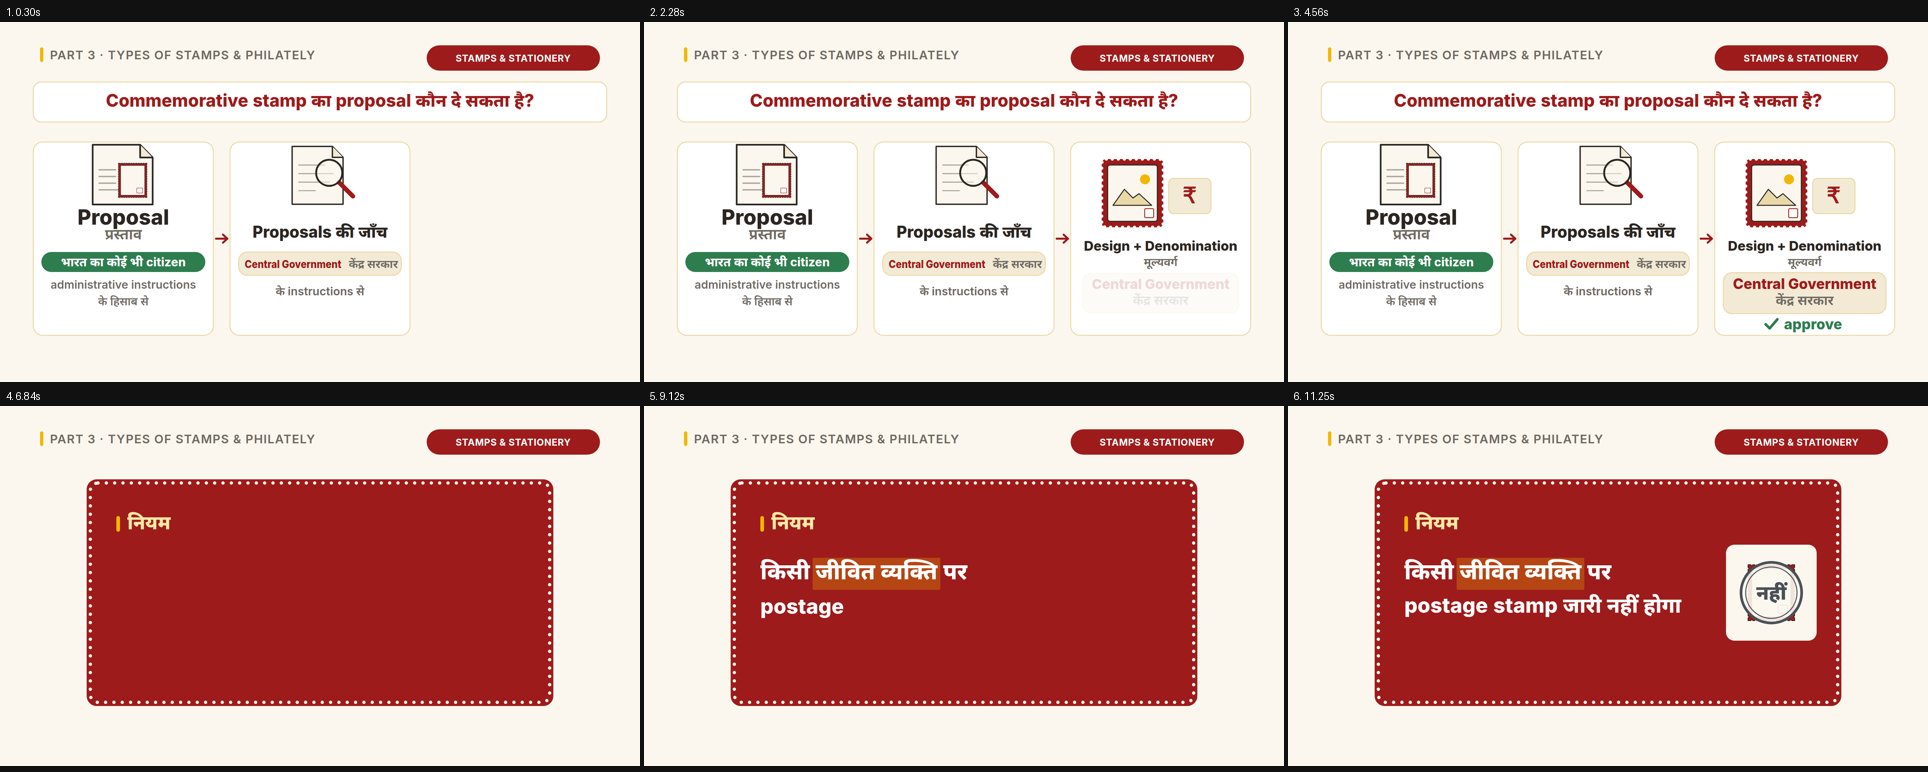 1. 0.30s
PART 3 · TYPES OF STAMPS & PHILATELY
STAMPS & STATIONERY
Commemorative stamp का proposal कौन दे सकता है?
Proposal
प्रस्ताव
भारत का कोई भी citizen
administrative instructions
के हिसाब से
Proposals की जाँच
Central Government केंद्र सरकार
के instructions से
2. 2.28s
PART 3 · TYPES OF STAMPS & PHILATELY
STAMPS & STATIONERY
Commemorative stamp का proposal कौन दे सकता है?
Proposal
प्रस्ताव
भारत का कोई भी citizen
administrative instructions
के हिसाब से
Proposals की जाँच
Central Government केंद्र सरकार
के instructions से
₹
Design + Denomination
मूल्यवर्ग
Central Government
केंद्र सरकार
3. 4.56s
PART 3 · TYPES OF STAMPS & PHILATELY
STAMPS & STATIONERY
Commemorative stamp का proposal कौन दे सकता है?
Proposal
प्रस्ताव
भारत का कोई भी citizen
administrative instructions
के हिसाब से
Proposals की जाँच
Central Government केंद्र सरकार
के instructions से
₹
Design + Denomination
मूल्यवर्ग
Central Government
केंद्र सरकार
approve
4. 6.84s
PART 3 · TYPES OF STAMPS & PHILATELY
STAMPS & STATIONERY
नियम
5. 9.12s
PART 3 · TYPES OF STAMPS & PHILATELY
STAMPS & STATIONERY
नियम
किसी जीवित व्यक्ति पर
postage
6. 11.25s
PART 3 · TYPES OF STAMPS & PHILATELY
STAMPS & STATIONERY
नियम
किसी जीवित व्यक्ति पर
postage stamp जारी नहीं होगा
नहीं